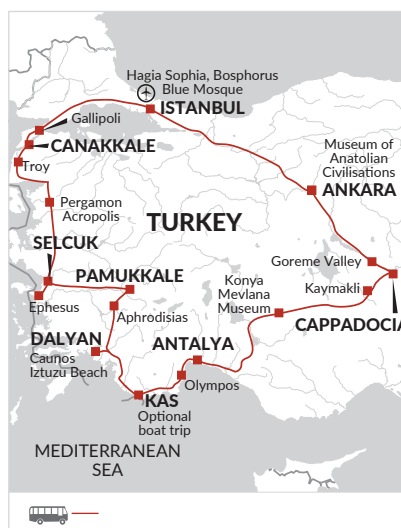 Hagia Sophia, Bosphorus
Blue Mosque
ISTANBUL
Gallipoli
CANAKKALE
Troy
Museum of
Anatolian
Civilisations
ANKARA
Pergamon
Acropolis
TURKEY
SELCUK
Goreme Valley
PAMUKKALE
Konya
Mevlana
Museum
Kaymakli
Ephesus
Aphrodisias
CAPPADOCIA
DALYAN
Caunos
Iztuzu Beach
ANTALYA
Olympos
KAS
Optional
boat trip
MEDITERRANEAN
SEA